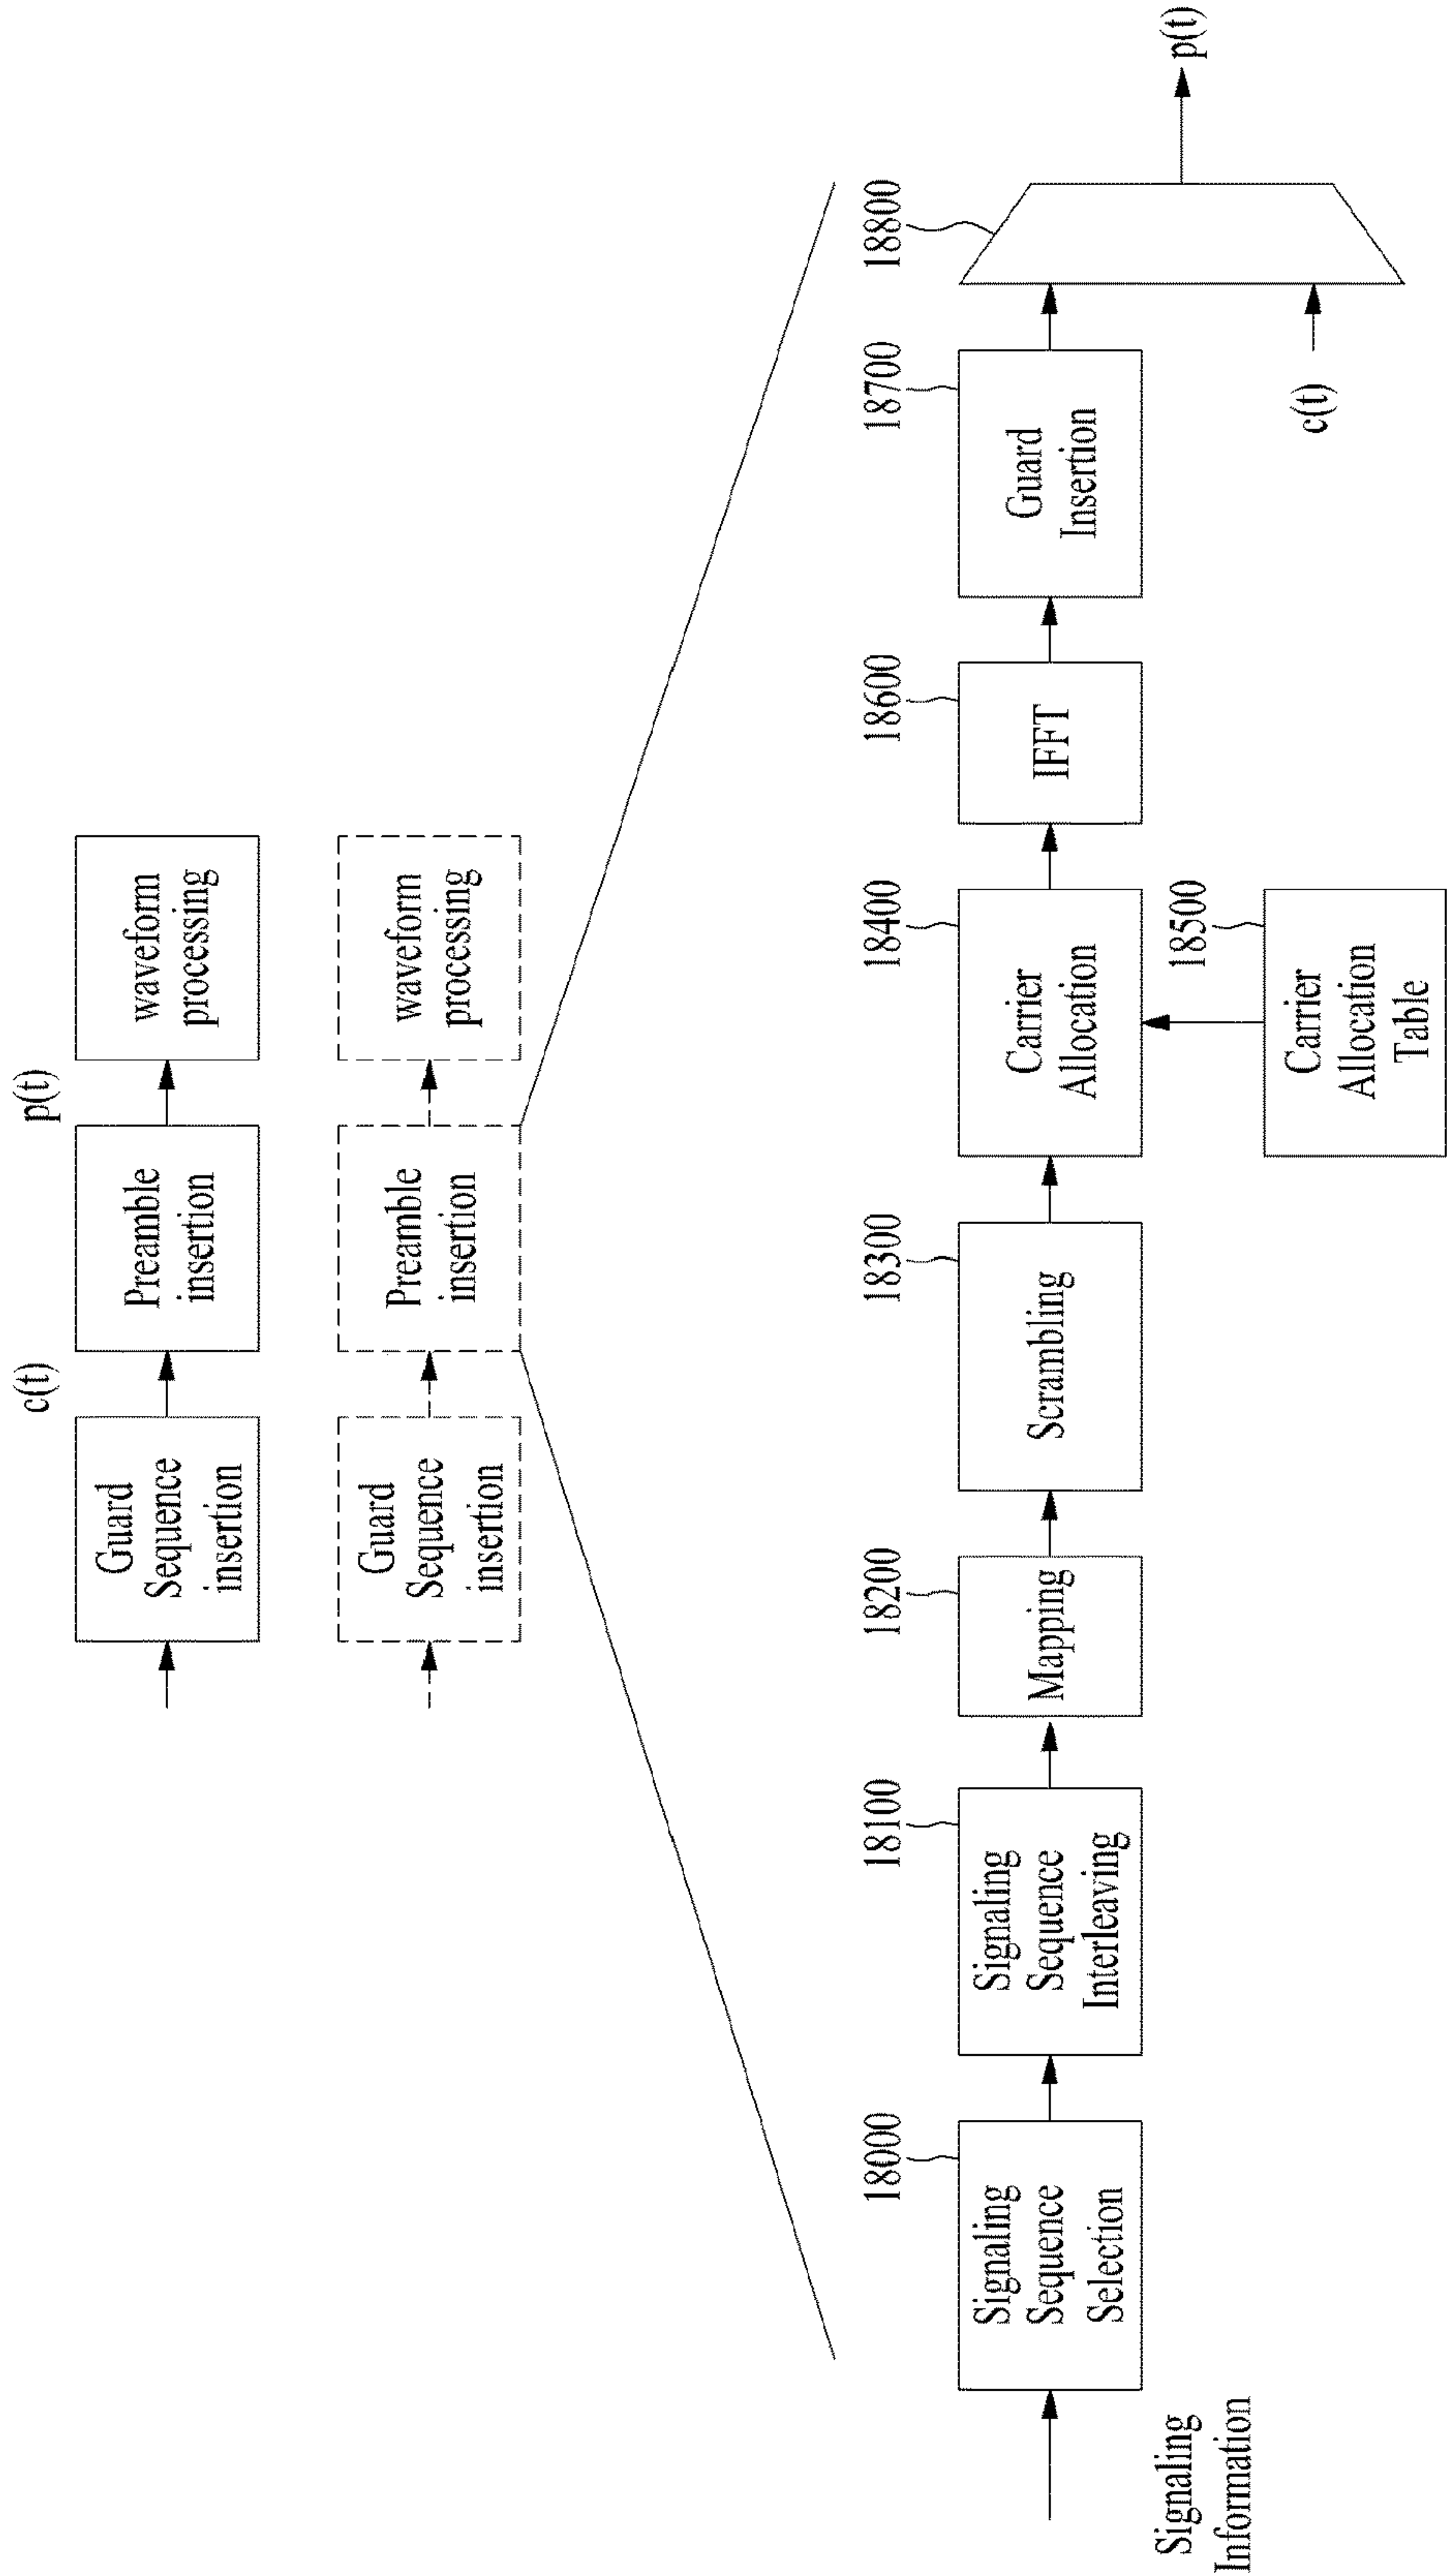 c(t)
p(t)
Guard
Sequence
insertion
Preamble
insertion
waveform
processing
Guard
Sequence
insertion
Preamble
insertion
waveform
processing
18000
18100
18200
18300
18400
18600
18700
18800
Signaling
Sequence
Selection
Signaling
Sequence
Interleaving
Mapping
Scrambling
Carrier
Allocation
IFFT
Guard
Insertion
p(t)
Signaling
Information
18500
Carrier
Allocation
Table
c(t)